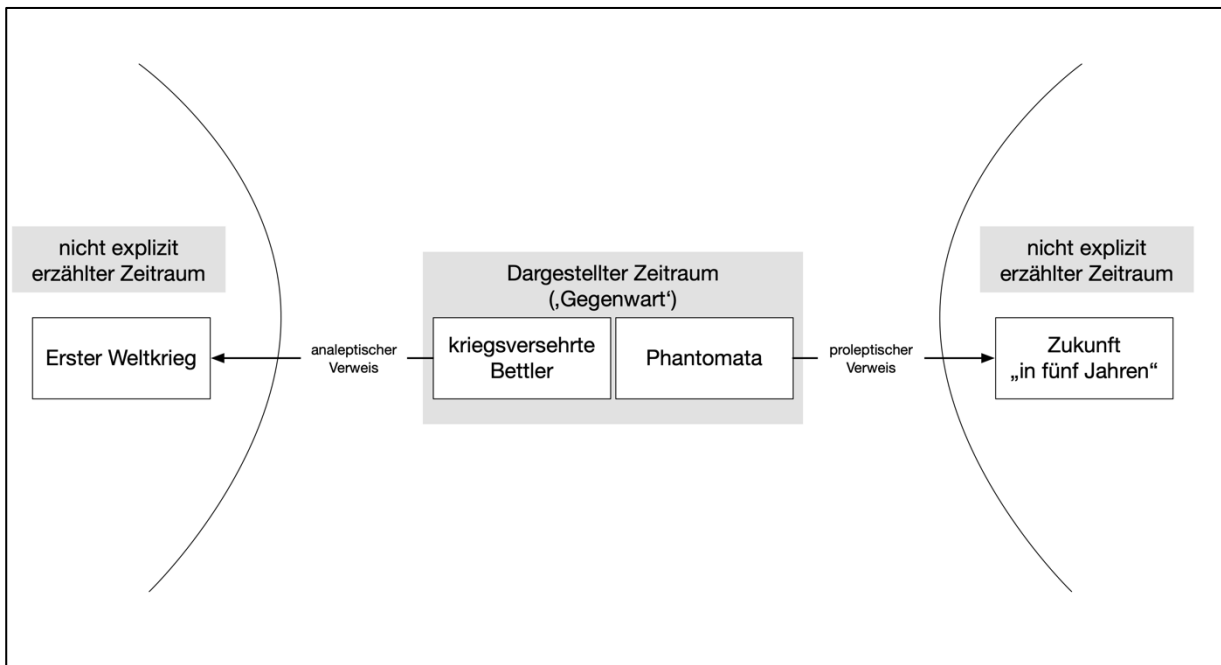 nicht explizit
erzählter Zeitraum
Erster Weltkrieg
analeptischer
Verweis
Dargestellter Zeitraum
(‚Gegenwart‘)
kriegsversehrte
Bettler
Phantomata
proleptischer
Verweis
nicht explizit
erzählter Zeitraum
Zukunft
„in fünf Jahren“